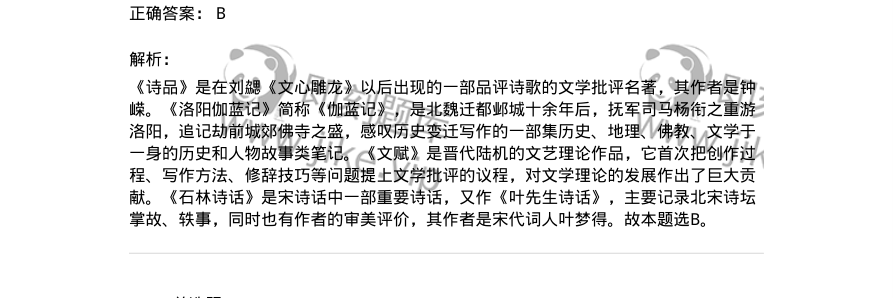 正确答案： B
解析：
《诗品》是在刘勰《文心雕龙》以后出现的一部品评诗歌的文学批评名著，其作者是钟
嵘。《洛阳伽蓝记》简称《伽蓝记》，是北魏迁都邺城十余年后，抚军司马杨衒之重游
洛阳，追记劫前城郊佛寺之盛，感叹历史变迁写作的一部集历史、地理、佛教、文学于
一身的历史和人物故事类笔记。《文赋》是晋代陆机的文艺理论作品，它首次把创作过
程、写作方法、修辞技巧等问题提上文学批评的议程，对文学理论的发展作出了巨大贡
献。《石林诗话》是宋诗话中一部重要诗话，又作《叶先生诗话》，主要记录北宋诗坛
掌故、轶事，同时也有作者的审美评价，其作者是宋代词人叶梦得。故本题选B。